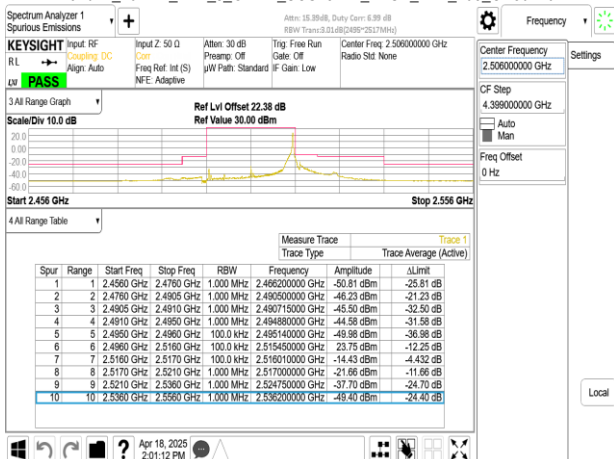 Spectrum Analyzer 1
Spurious Emissions
Attn: 15.39dB, Duty Corr: 6.99 dB
RBW Trans:3.01dB(2495~2517MHz)
Frequency
KEYSIGHT
RL
PASS
Input: RF
Coupling: DC
Align: Auto
Input Z: 50 Ω
Corr
Freq Ref: Int (S)
NFE: Adaptive
Atten: 30 dB
Preamp: Off
µW Path: Standard
Trig: Free Run
Gate: Off
IF Gain: Low
Center Freq: 2.506000000 GHz
Radio Std: None
Center Frequency
2.506000000 GHz
Settings
CF Step
4.399000000 GHz
Auto
Man
Freq Offset
0 Hz
Local
3 All Range Graph
Scale/Div 10.0 dB
Ref Lvl Offset 22.38 dB
Ref Value 30.00 dBm
20.0
0.00
-20.0
-40.0
-60.0
Start 2.456 GHz
Stop 2.556 GHz
4 All Range Table
Measure Trace Trace 1
Trace Type Trace Average (Active)
Spur Range Start Freq Stop Freq RBW Frequency Amplitude ΔLimit
1 1 2.4560 GHz 2.4760 GHz 1.000 MHz 2.466200000 GHz -50.81 dBm -25.81 dB
2 2 2.4760 GHz 2.4905 GHz 1.000 MHz 2.490500000 GHz -46.23 dBm -21.23 dB
3 3 2.4905 GHz 2.4910 GHz 1.000 MHz 2.490715000 GHz -45.50 dBm -32.50 dB
4 4 2.4910 GHz 2.4950 GHz 1.000 MHz 2.494880000 GHz -44.58 dBm -31.58 dB
5 5 2.4950 GHz 2.4960 GHz 100.0 kHz 2.495140000 GHz -49.98 dBm -36.98 dB
6 6 2.4960 GHz 2.5160 GHz 100.0 kHz 2.515450000 GHz 23.75 dBm -12.25 dB
7 7 2.5160 GHz 2.5170 GHz 100.0 kHz 2.516010000 GHz -14.43 dBm -4.432 dB
8 8 2.5170 GHz 2.5210 GHz 1.000 MHz 2.517000000 GHz -21.66 dBm -11.66 dB
9 9 2.5210 GHz 2.5360 GHz 1.000 MHz 2.524750000 GHz -37.70 dBm -24.70 dB
10 10 2.5360 GHz 2.5560 GHz 1.000 MHz 2.536200000 GHz -49.40 dBm -24.40 dB
Apr 18, 2025
2:01:12 PM